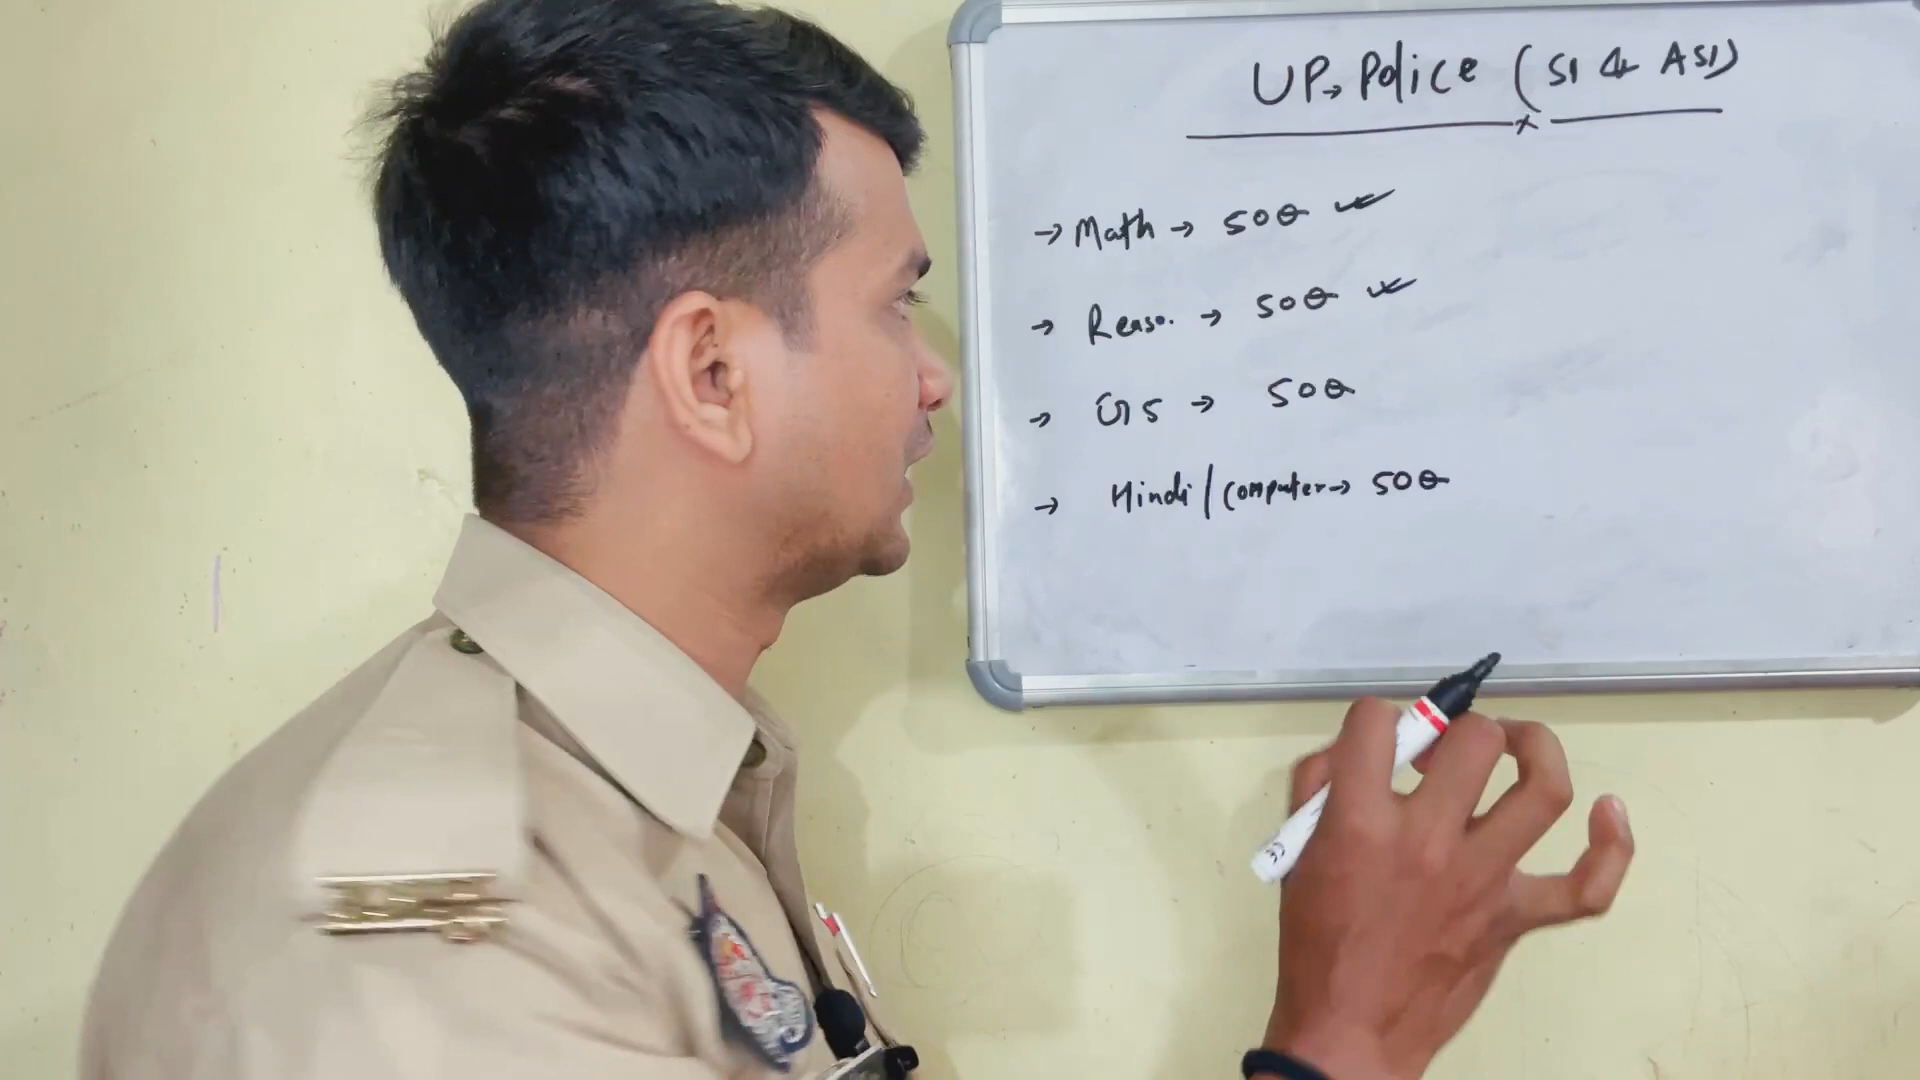 UP. Police (SI & ASI)
→ Math → 50Q ✓
→ Reaso. → 50Q ✓
→ GS → 50Q
→ Hindi/computer → 50Q